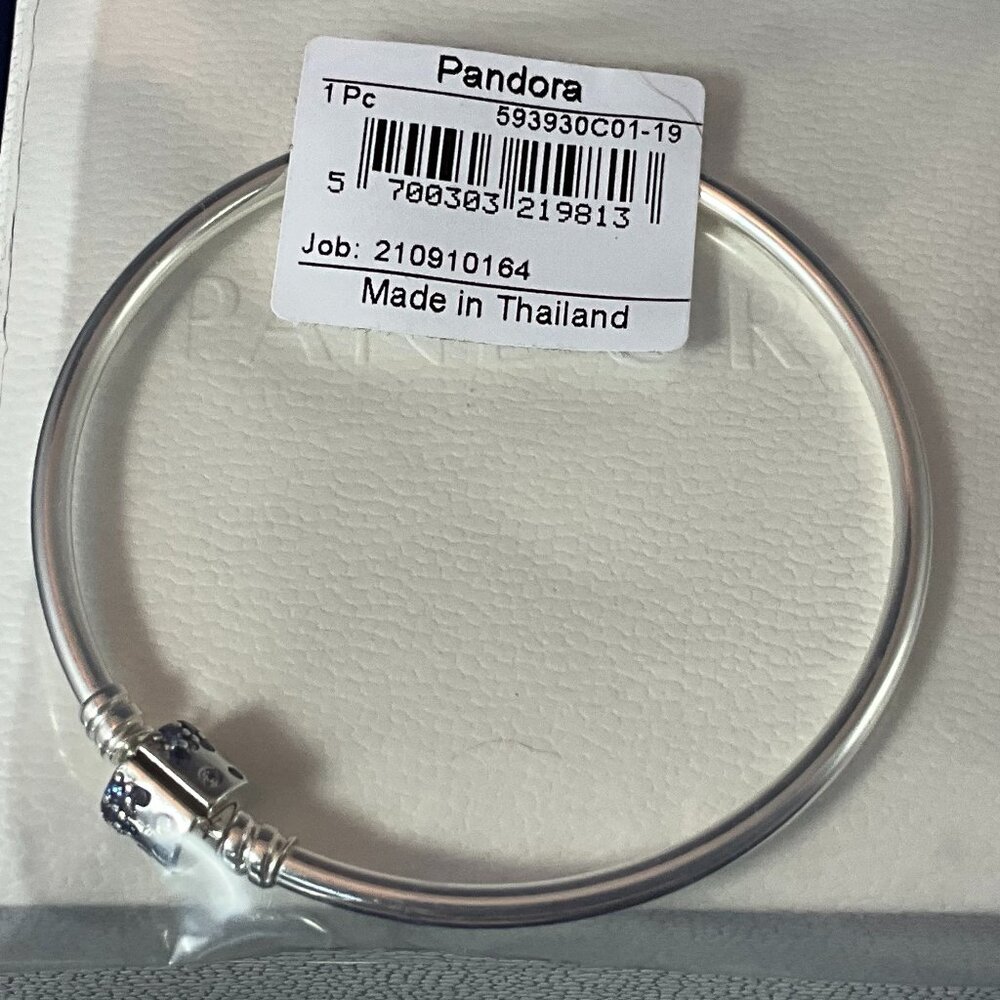 Pandora
1 Pc
593930C01-19
5 700303 219813
Job: 210910164
Made in Thailand